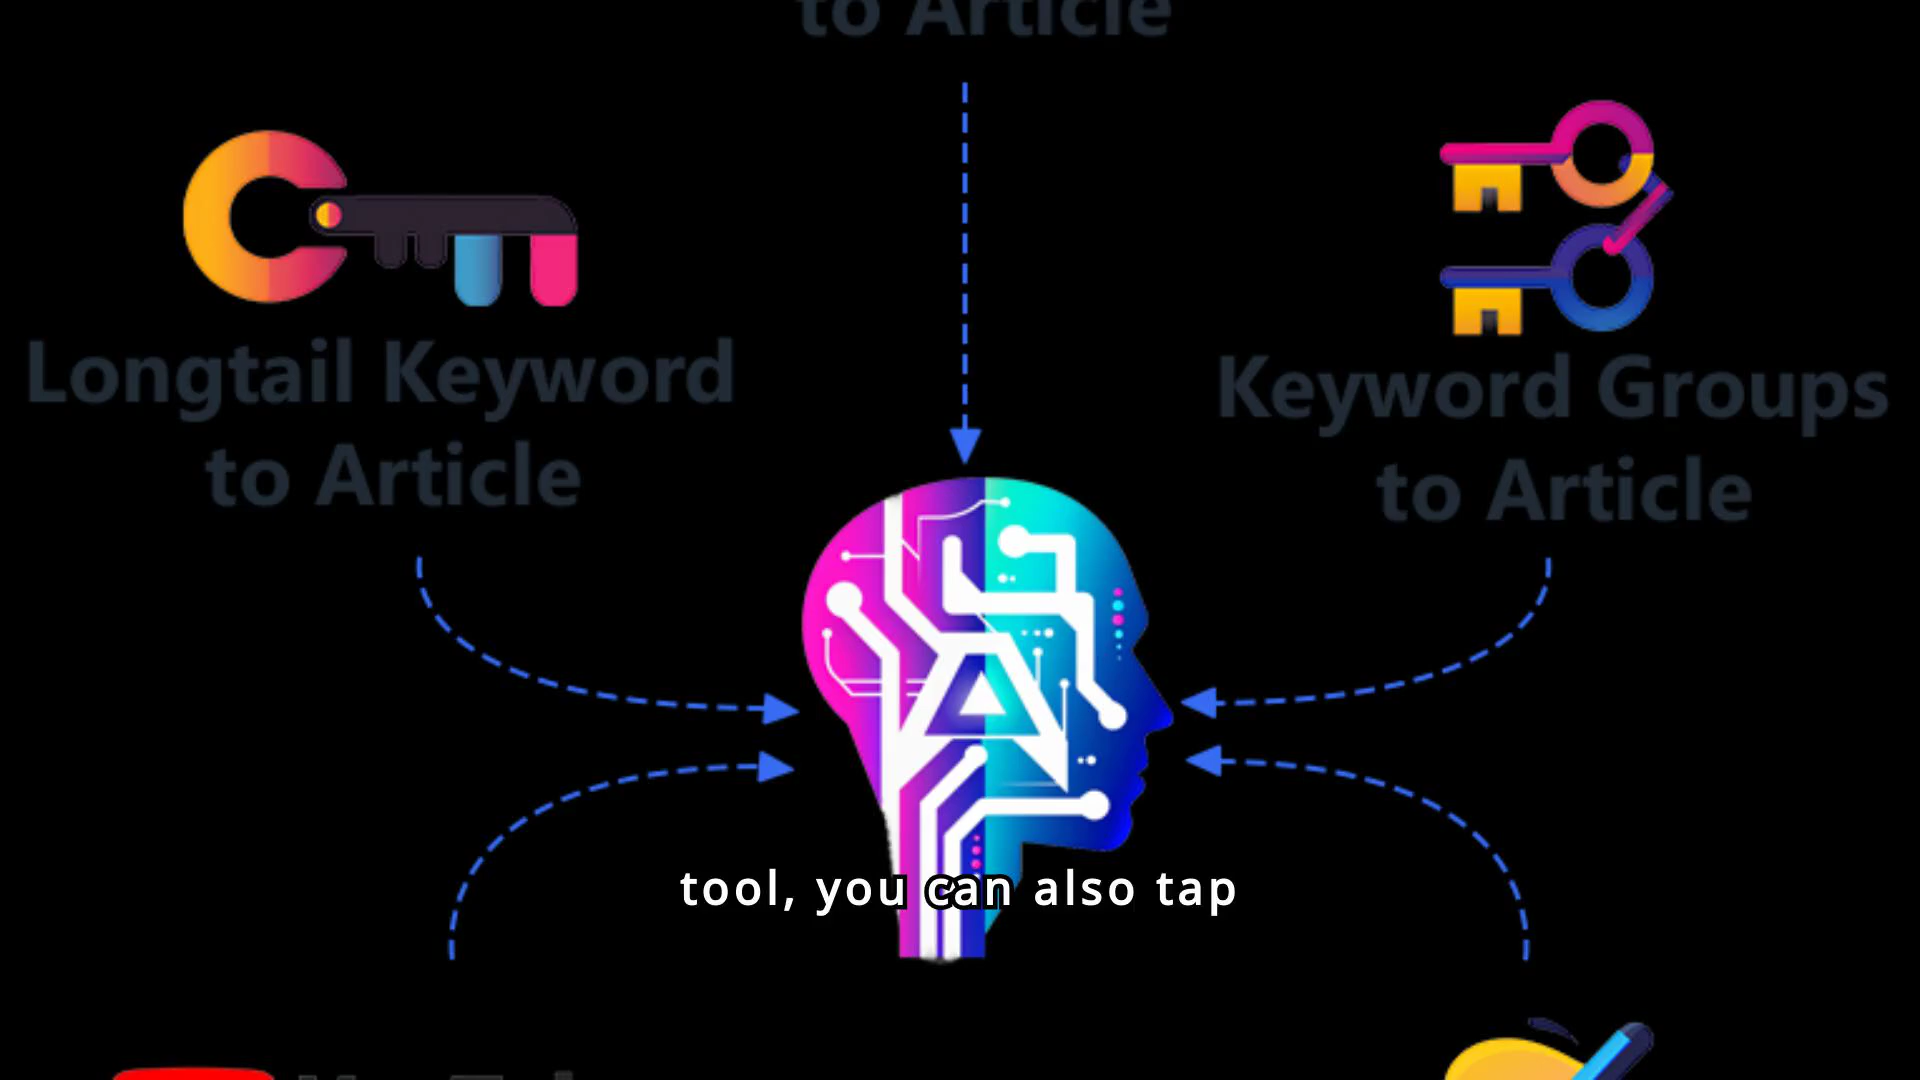 to Article
Longtail Keyword
to Article
Keyword Groups
to Article
tool, you can also tap